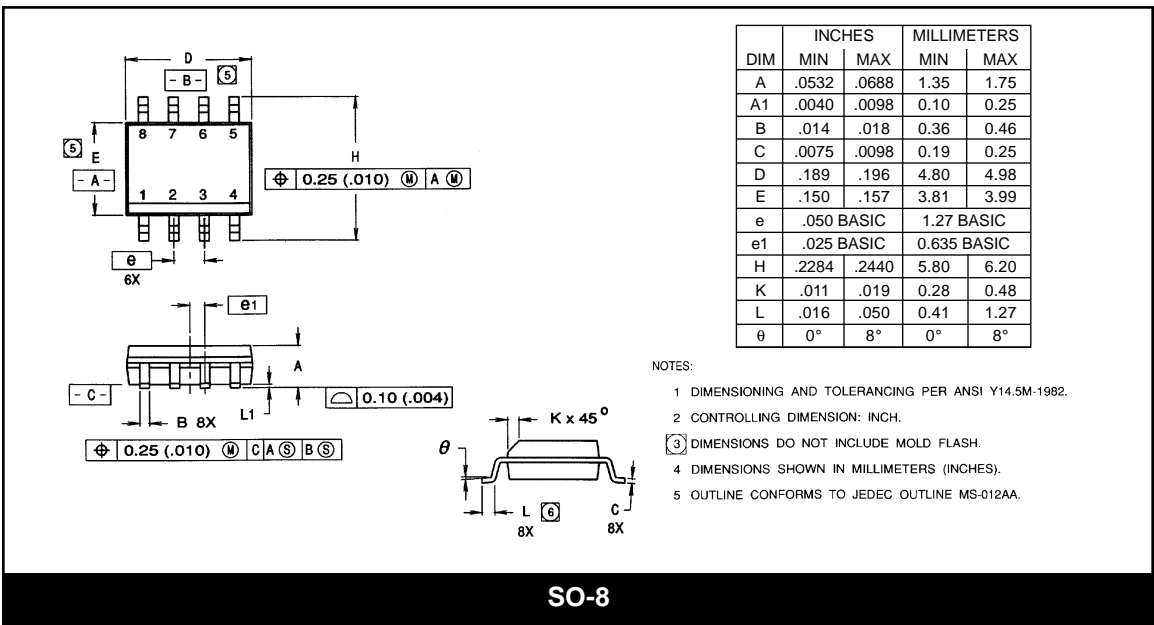 D
- B -
5
8 7 6 5
5
E
- A -
H
⌖ 0.25 (.010) Ⓜ A Ⓜ
1 2 3 4
e
6X
e1
A
- C -
L1
⌓ 0.10 (.004)
B 8X
⌖ 0.25 (.010) Ⓜ C A Ⓢ B Ⓢ
K x 45°
θ
L 6
8X
C
8X
INCHES MILLIMETERS
DIM MIN MAX MIN MAX
A .0532 .0688 1.35 1.75
A1 .0040 .0098 0.10 0.25
B .014 .018 0.36 0.46
C .0075 .0098 0.19 0.25
D .189 .196 4.80 4.98
E .150 .157 3.81 3.99
e .050 BASIC 1.27 BASIC
e1 .025 BASIC 0.635 BASIC
H .2284 .2440 5.80 6.20
K .011 .019 0.28 0.48
L .016 .050 0.41 1.27
θ 0° 8° 0° 8°
NOTES:
1 DIMENSIONING AND TOLERANCING PER ANSI Y14.5M-1982.
2 CONTROLLING DIMENSION: INCH.
3 DIMENSIONS DO NOT INCLUDE MOLD FLASH.
4 DIMENSIONS SHOWN IN MILLIMETERS (INCHES).
5 OUTLINE CONFORMS TO JEDEC OUTLINE MS-012AA.
SO-8